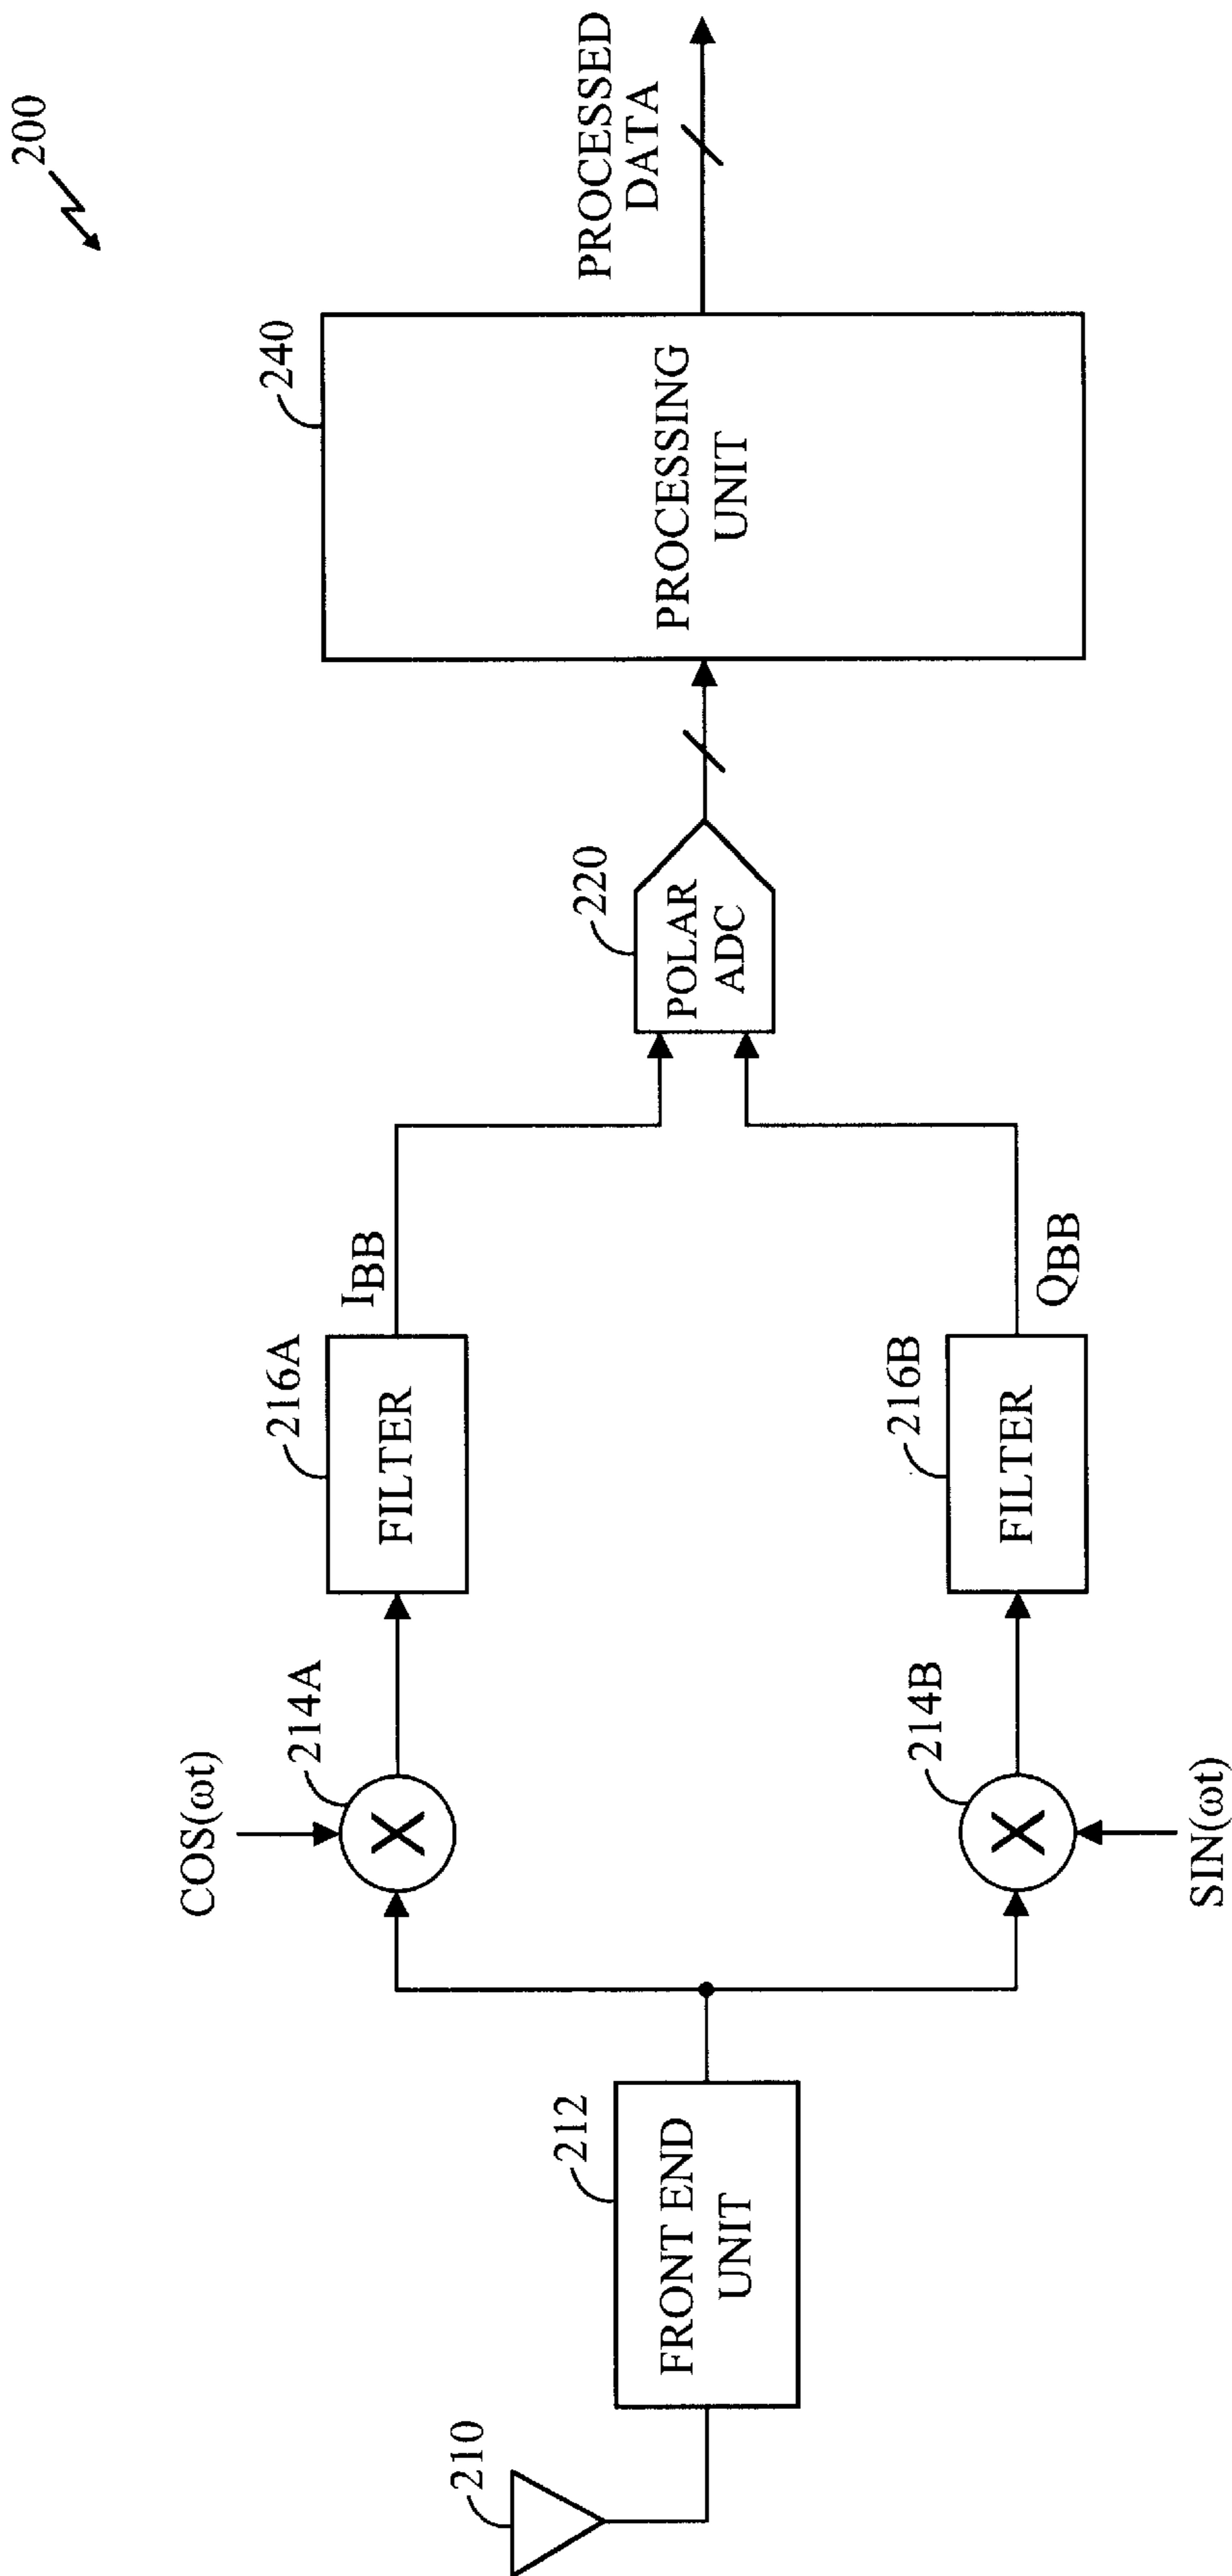 200
210
212
FRONT END
UNIT
COS(ωt)
214A
X
216A
FILTER
IBB
SIN(ωt)
214B
X
216B
FILTER
QBB
220
POLAR
ADC
240
PROCESSING
UNIT
PROCESSED
DATA